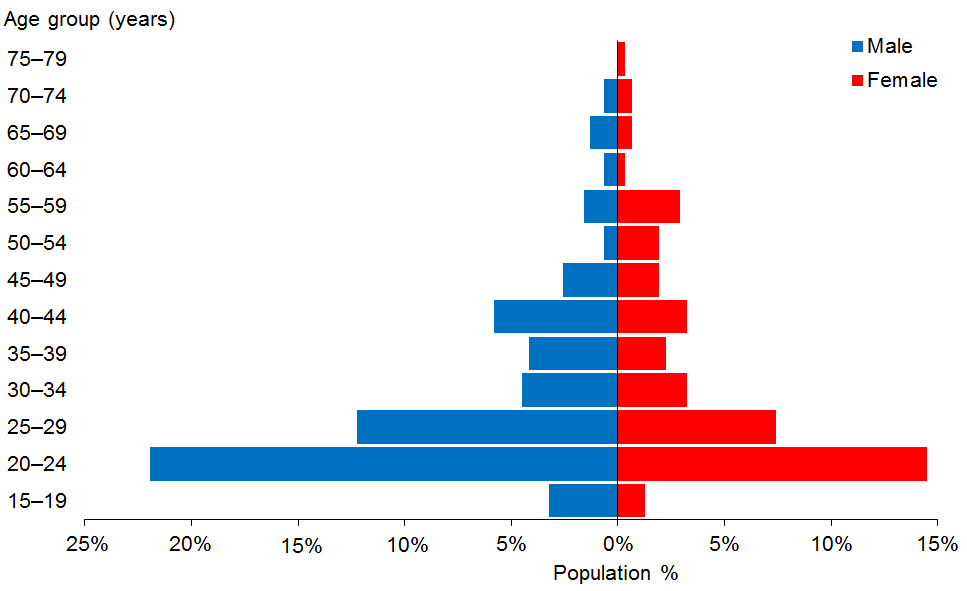 Age group (years)
Male
Female
75–79
70–74
65–69
60–64
55–59
50–54
45–49
40–44
35–39
30–34
25–29
20–24
15–19
25% 20% 15% 10% 5% 0% 5% 10% 15%
Population %